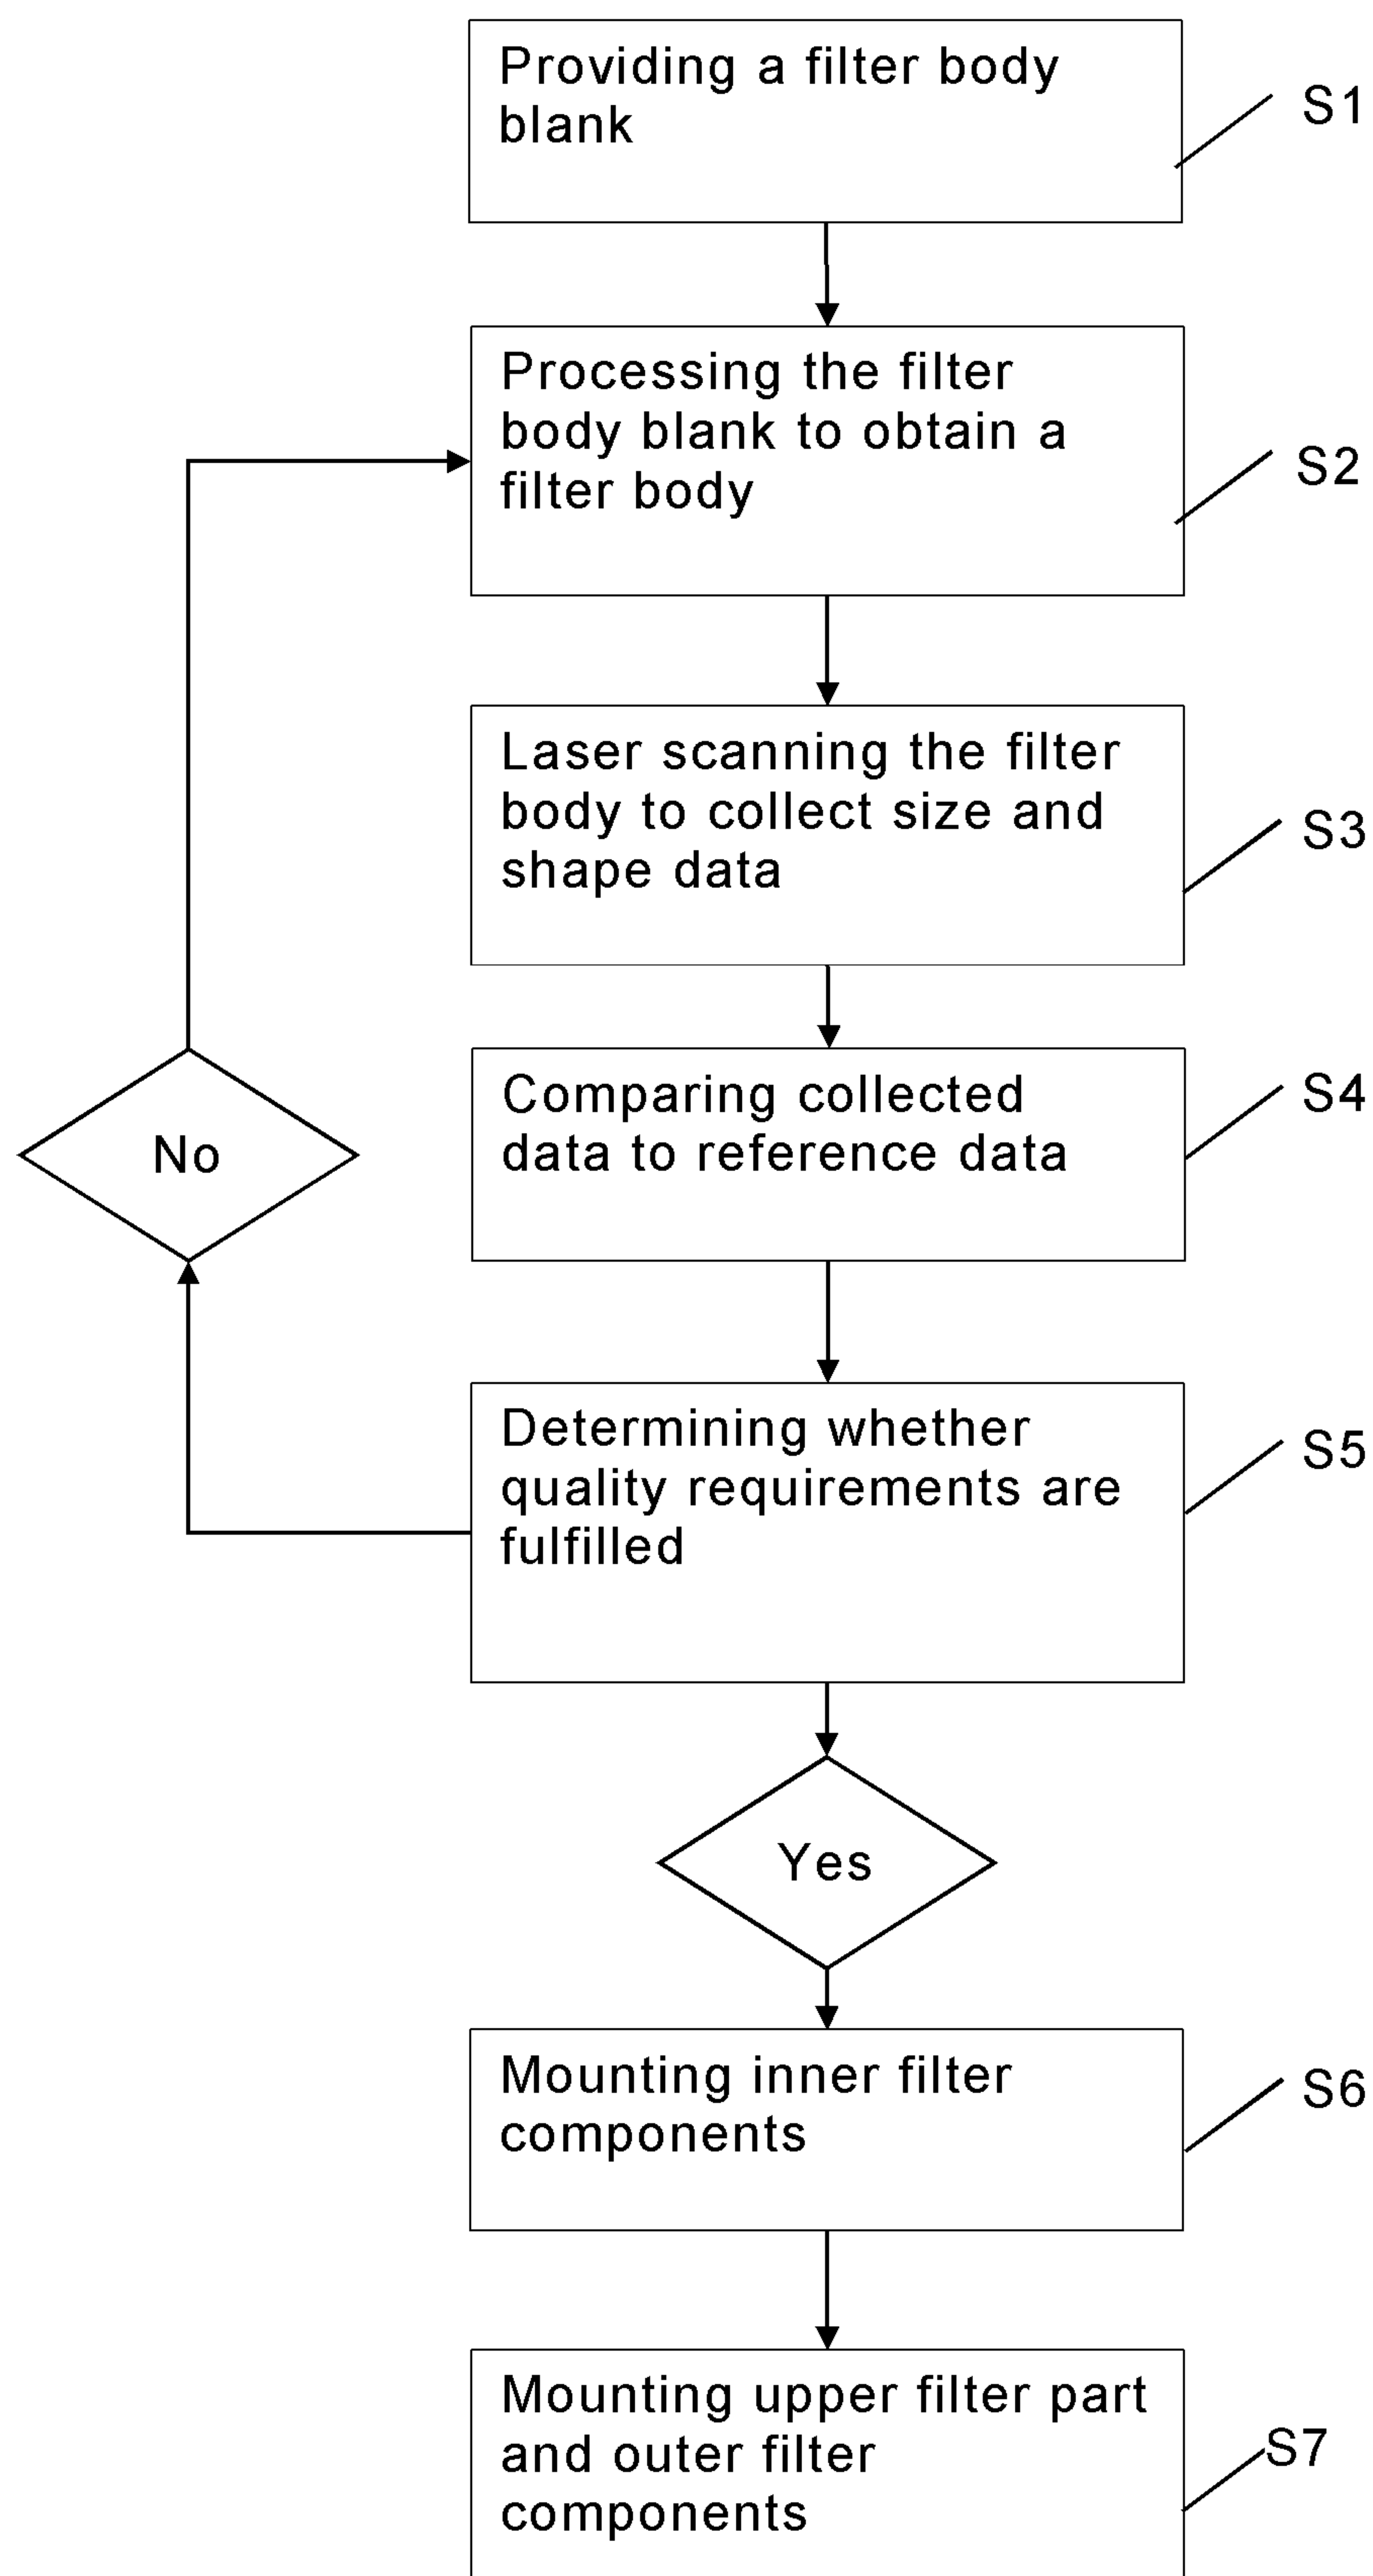 Providing a filter body
blank
S1
Processing the filter
body blank to obtain a
filter body
S2
Laser scanning the filter
body to collect size and
shape data
S3
Comparing collected
data to reference data
S4
No
Determining whether
quality requirements are
fulfilled
S5
Yes
Mounting inner filter
components
S6
Mounting upper filter part
and outer filter
components
S7